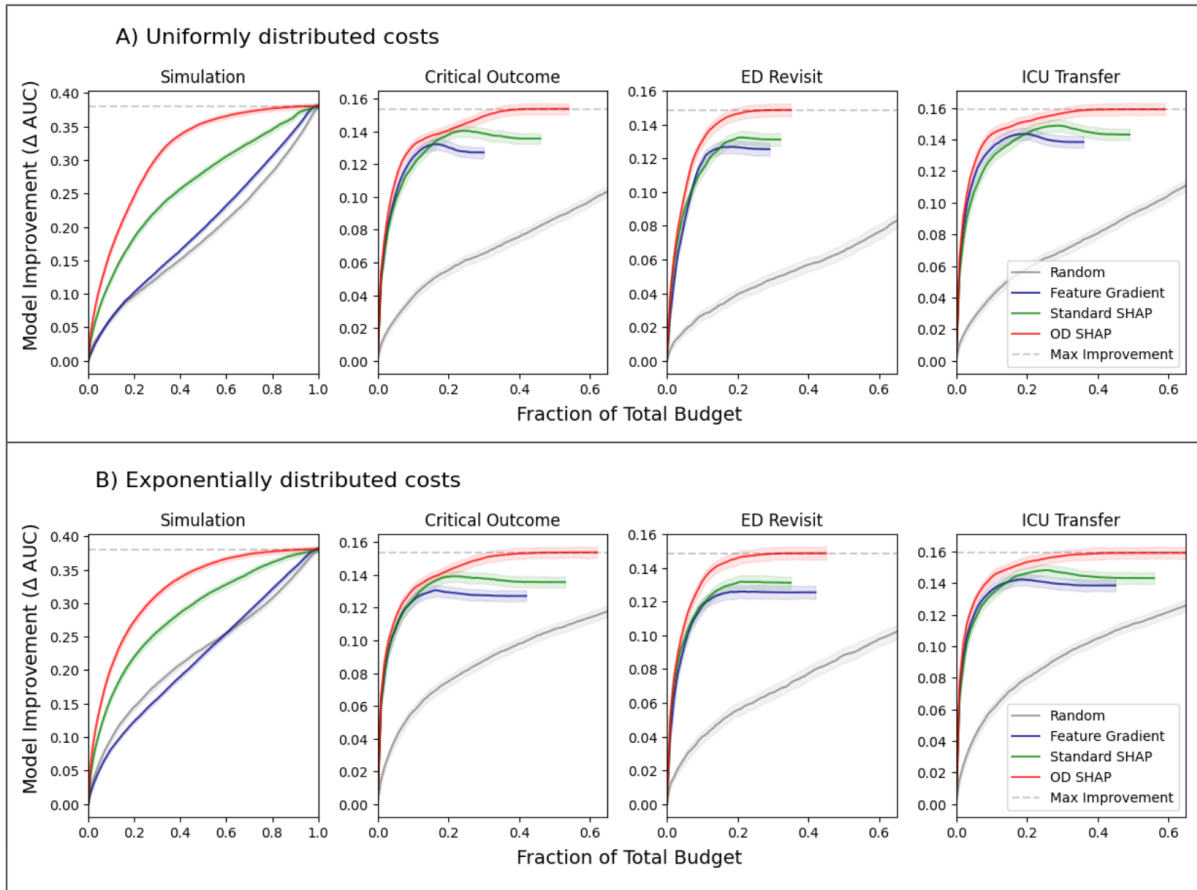 A) Uniformly distributed costs
Simulation
Critical Outcome
ED Revisit
ICU Transfer
Model Improvement (Δ AUC)
0.40
0.35
0.30
0.25
0.20
0.15
0.10
0.05
0.00
0.0 0.2 0.4 0.6 0.8 1.0
0.16
0.14
0.12
0.10
0.08
0.06
0.04
0.02
0.00
0.0 0.2 0.4 0.6
0.16
0.14
0.12
0.10
0.08
0.06
0.04
0.02
0.00
0.0 0.2 0.4 0.6
0.16
0.14
0.12
0.10
0.08
0.06
0.04
0.02
0.00
0.0 0.2 0.4 0.6
Random
Feature Gradient
Standard SHAP
OD SHAP
Max Improvement
Fraction of Total Budget
B) Exponentially distributed costs
Simulation
Critical Outcome
ED Revisit
ICU Transfer
Model Improvement (Δ AUC)
0.40
0.35
0.30
0.25
0.20
0.15
0.10
0.05
0.00
0.0 0.2 0.4 0.6 0.8 1.0
0.16
0.14
0.12
0.10
0.08
0.06
0.04
0.02
0.00
0.0 0.2 0.4 0.6
0.16
0.14
0.12
0.10
0.08
0.06
0.04
0.02
0.00
0.0 0.2 0.4 0.6
0.16
0.14
0.12
0.10
0.08
0.06
0.04
0.02
0.00
0.0 0.2 0.4 0.6
Random
Feature Gradient
Standard SHAP
OD SHAP
Max Improvement
Fraction of Total Budget